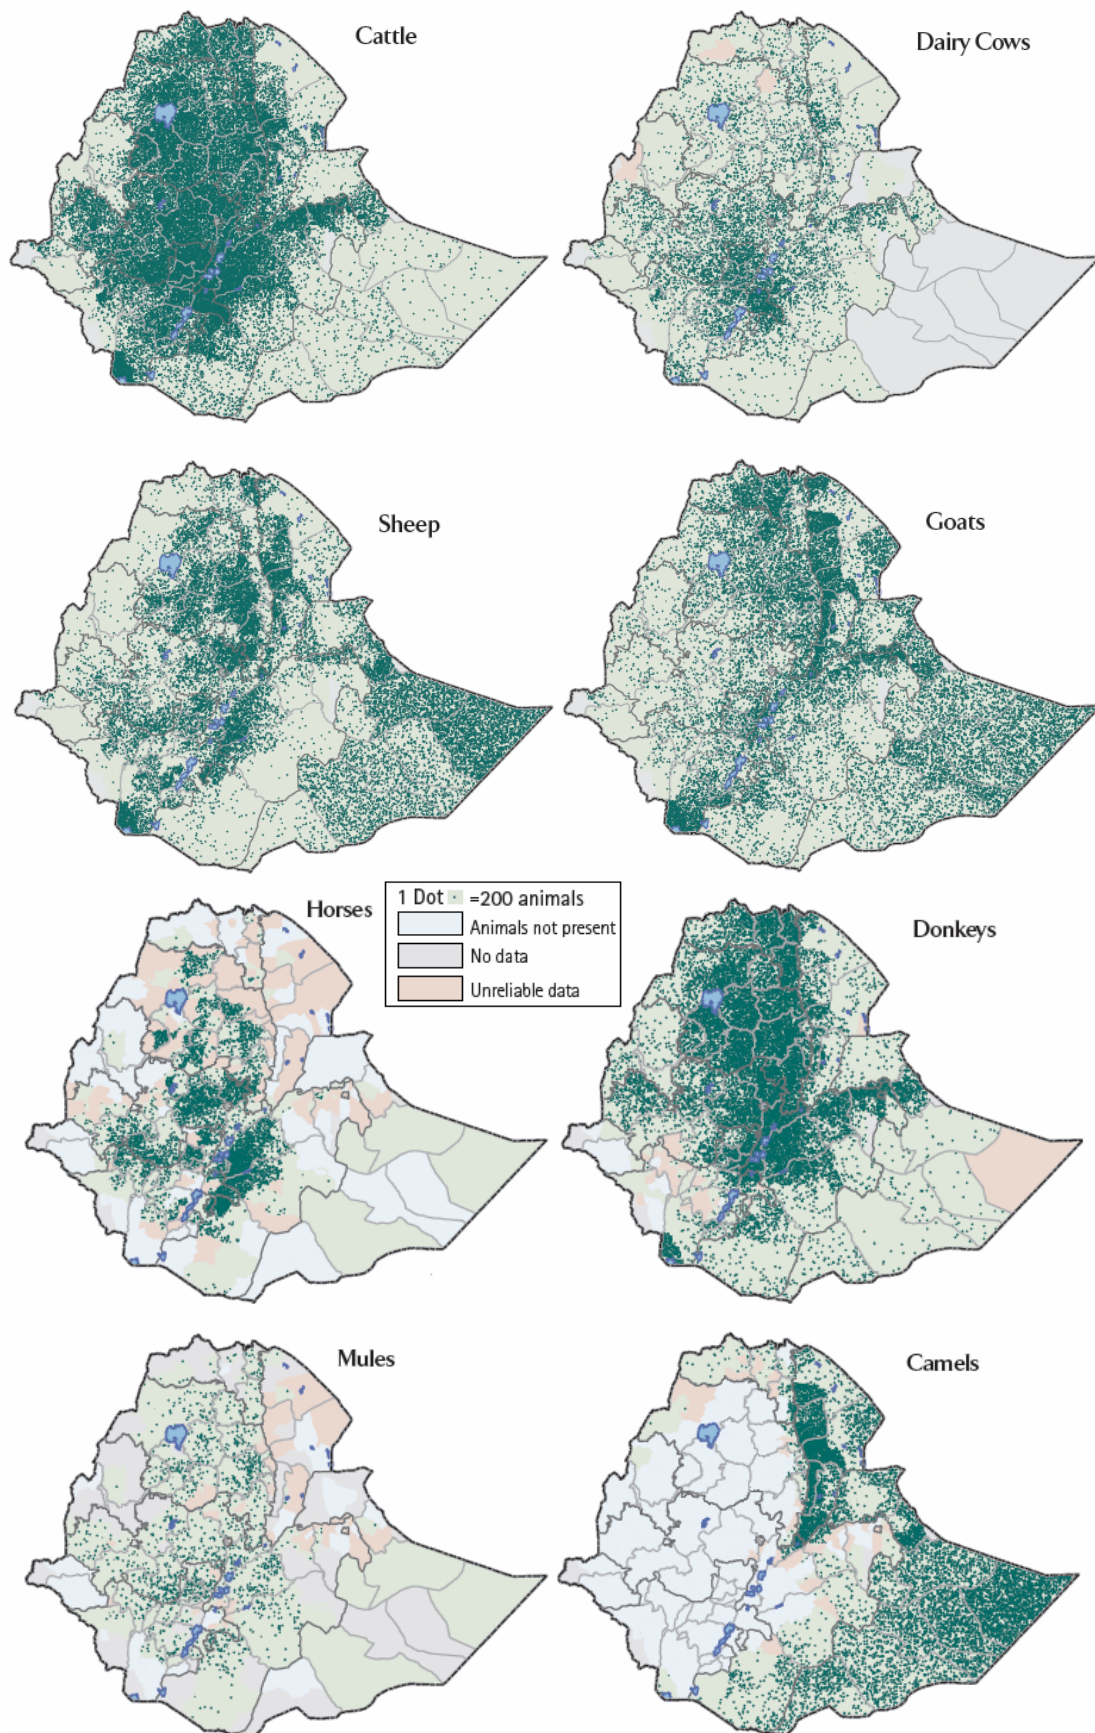 Cattle
Dairy Cows
Sheep
Goats
Horses
1 Dot =200 animals
Animals not present
No data
Unreliable data
Donkeys
Mules
Camels